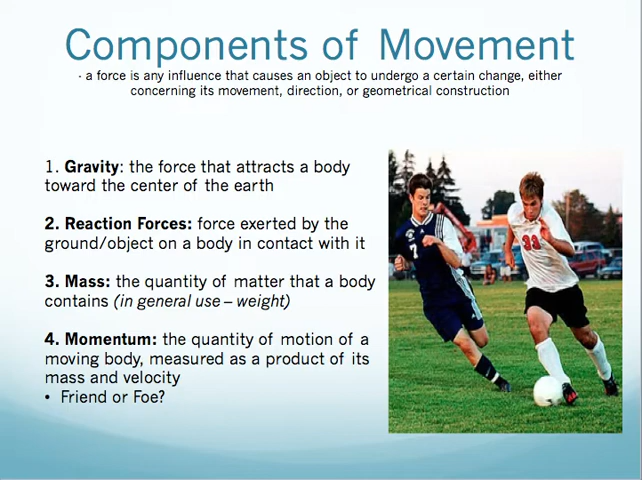 Components of Movement
· a force is any influence that causes an object to undergo a certain change, either
concerning its movement, direction, or geometrical construction
1. Gravity: the force that attracts a body
toward the center of the earth
2. Reaction Forces: force exerted by the
ground/object on a body in contact with it
3. Mass: the quantity of matter that a body
contains (in general use – weight)
4. Momentum: the quantity of motion of a
moving body, measured as a product of its
mass and velocity
• Friend or Foe?
7
33